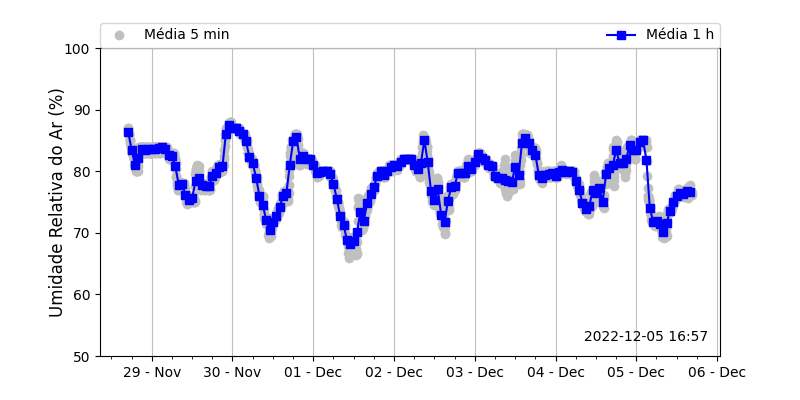 Média 5 min
Média 1 h
Umidade Relativa do Ar (%)
100
90
80
70
60
50
2022-12-05 16:57
29 - Nov
30 - Nov
01 - Dec
02 - Dec
03 - Dec
04 - Dec
05 - Dec
06 - Dec